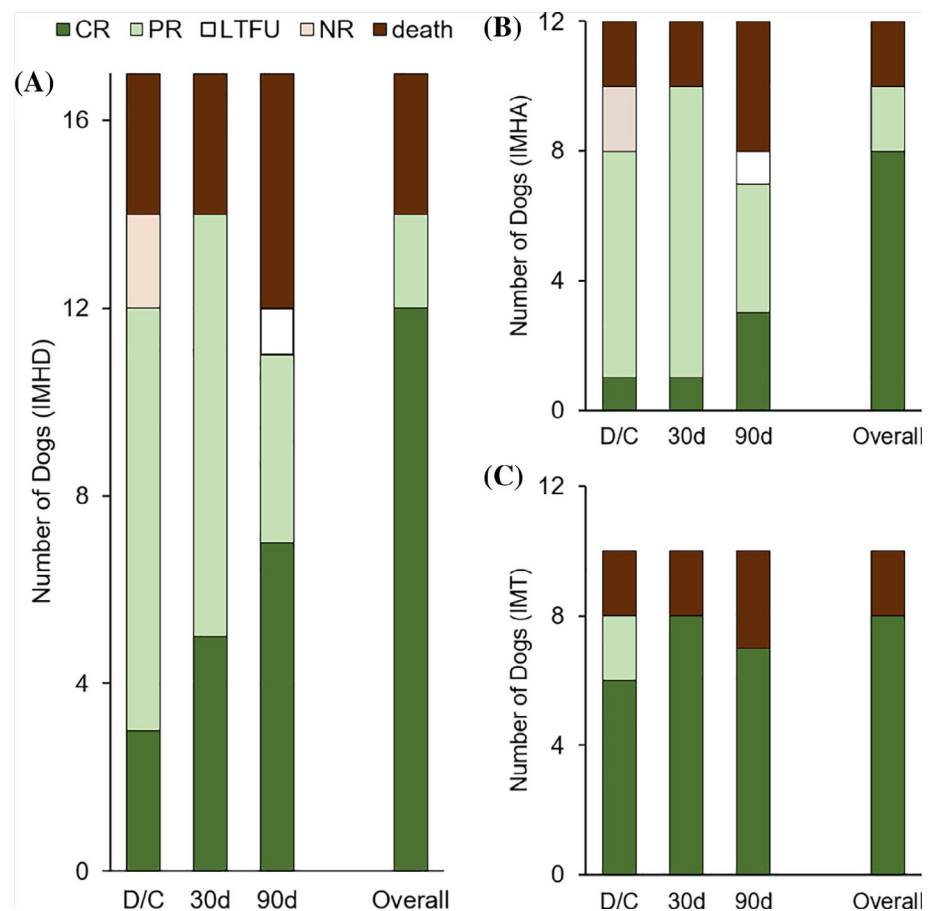 CR PR LTFU NR death
(A)
Number of Dogs (IMHD)
16
12
8
4
0
D/C 30d 90d Overall
(B)
Number of Dogs (IMHA)
12
8
4
0
D/C 30d 90d Overall
(C)
Number of Dogs (IMT)
12
8
4
0
D/C 30d 90d Overall